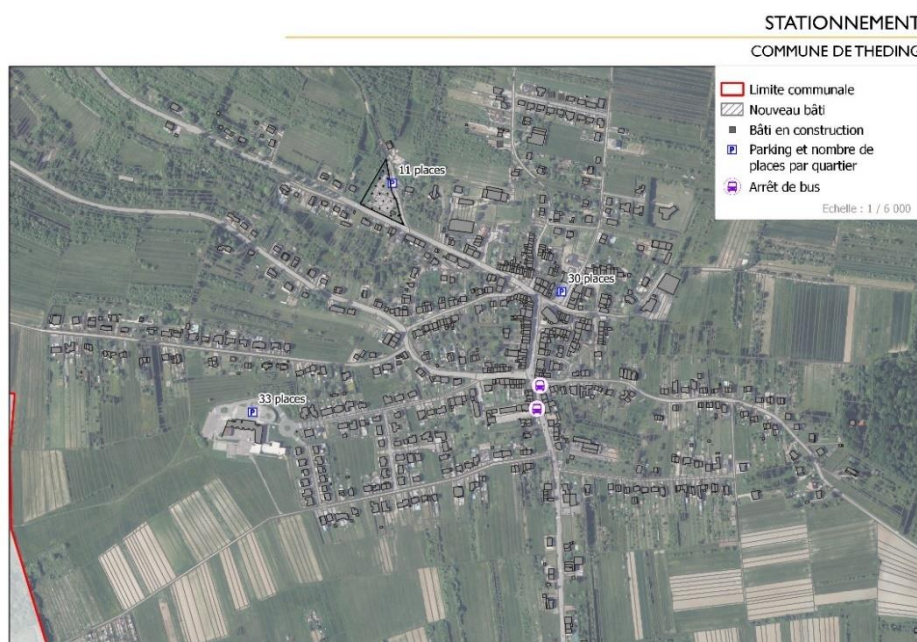 STATIONNEMENT
COMMUNE DE THEDING
Limite communale
Nouveau bâti
Bâti en construction
P Parking et nombre de
places par quartier
Arrêt de bus
Echelle : 1 / 6 000
11 places
P
30 places
P
33 places
P